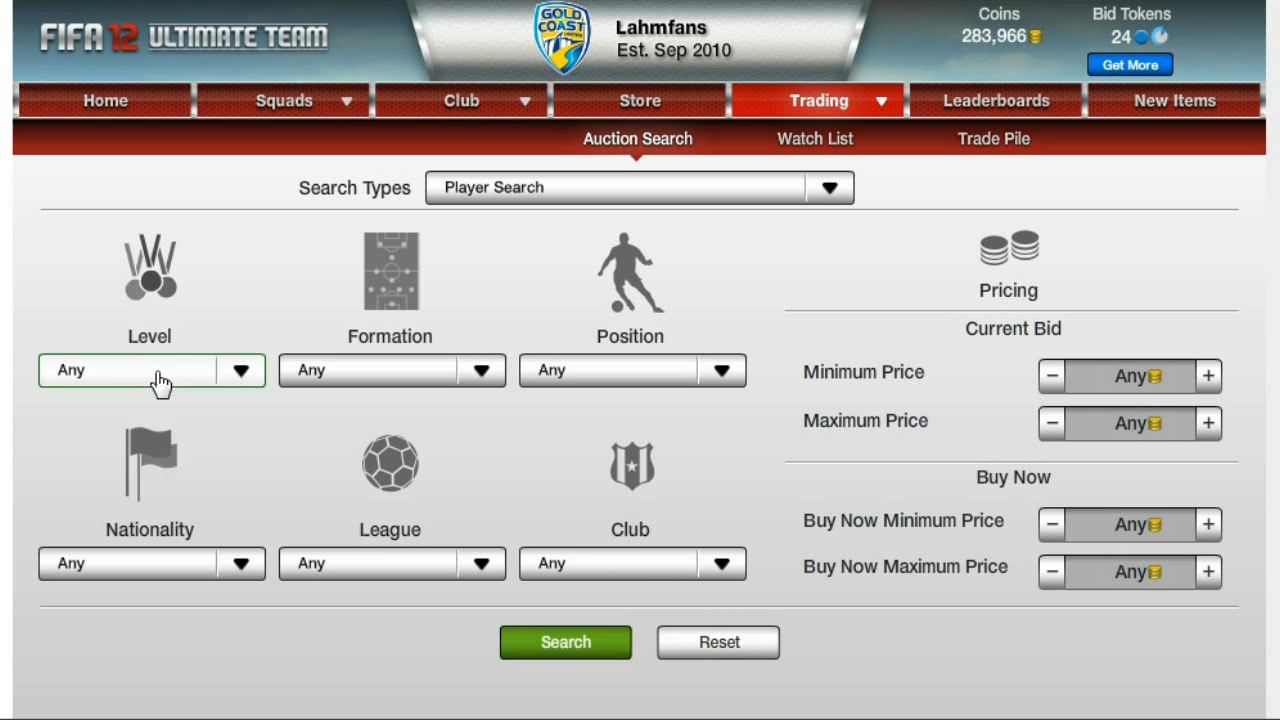 FIFA 12 ULTIMATE TEAM
GOLD COAST UNITED
Lahmfans
Est. Sep 2010
Coins
283,966
Bid Tokens
24
Get More
Home
Squads
Club
Store
Trading
Leaderboards
New Items
Auction Search
Watch List
Trade Pile
Search Types
Player Search
Level
Any
Formation
Any
Position
Any
Nationality
Any
League
Any
Club
Any
Pricing
Current Bid
Minimum Price
− Any +
Maximum Price
− Any +
Buy Now
Buy Now Minimum Price
− Any +
Buy Now Maximum Price
− Any +
Search
Reset